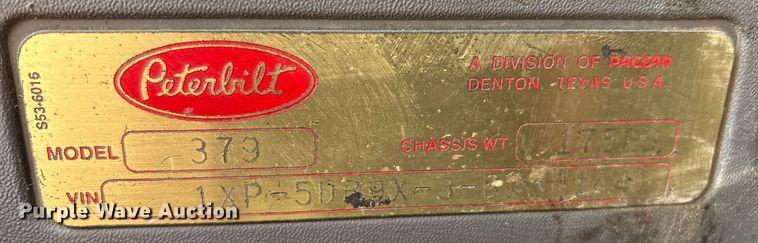 Peterbilt
A DIVISION OF PACCAR
DENTON, TEXAS U.S.A.
S53-6016
MODEL 379 CHASSIS WT
VIN
Purple Wave Auction